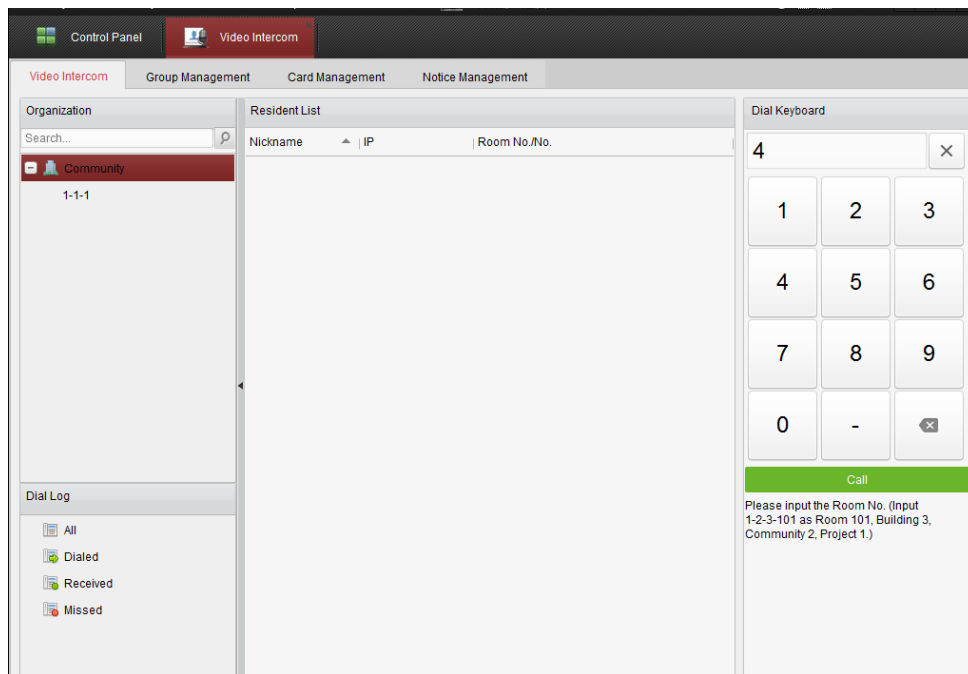 Control Panel
Video Intercom
Video Intercom
Group Management
Card Management
Notice Management
Organization
Search...
Community
1-1-1
Resident List
Nickname
IP
Room No./No.
Dial Keyboard
4
1 2 3
4 5 6
7 8 9
0 -
Call
Please input the Room No. (Input
1-2-3-101 as Room 101, Building 3,
Community 2, Project 1.)
Dial Log
All
Dialed
Received
Missed